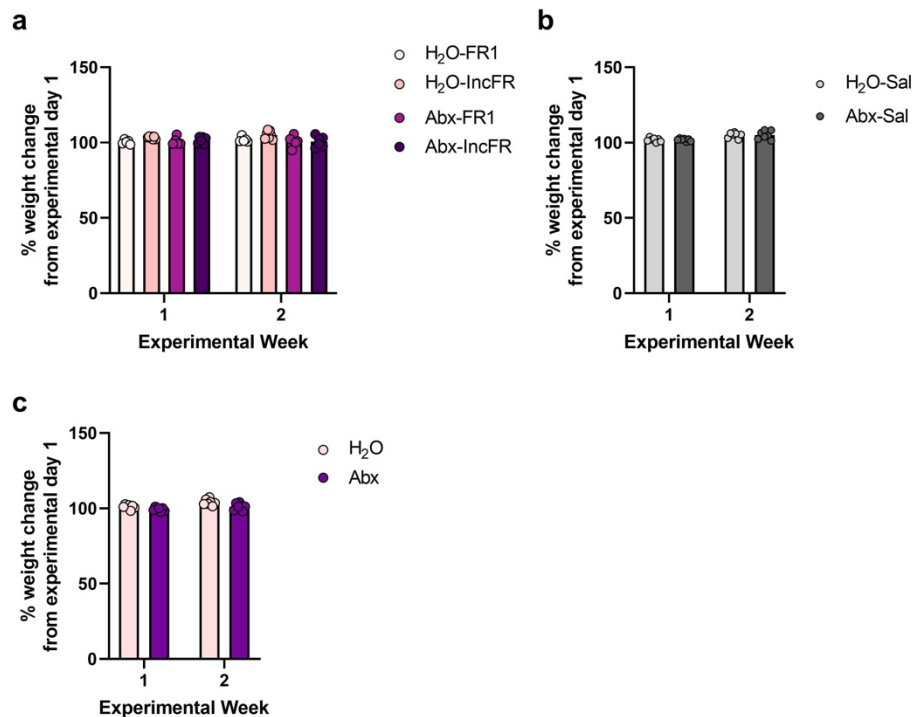 a
% weight change
from experimental day 1
150
100
50
0
1
2
Experimental Week
H₂O-FR1
H₂O-IncFR
Abx-FR1
Abx-IncFR
b
% weight change
from experimental day 1
150
100
50
0
1
2
Experimental Week
H₂O-Sal
Abx-Sal
c
% weight change
from experimental day 1
150
100
50
0
1
2
Experimental Week
H₂O
Abx